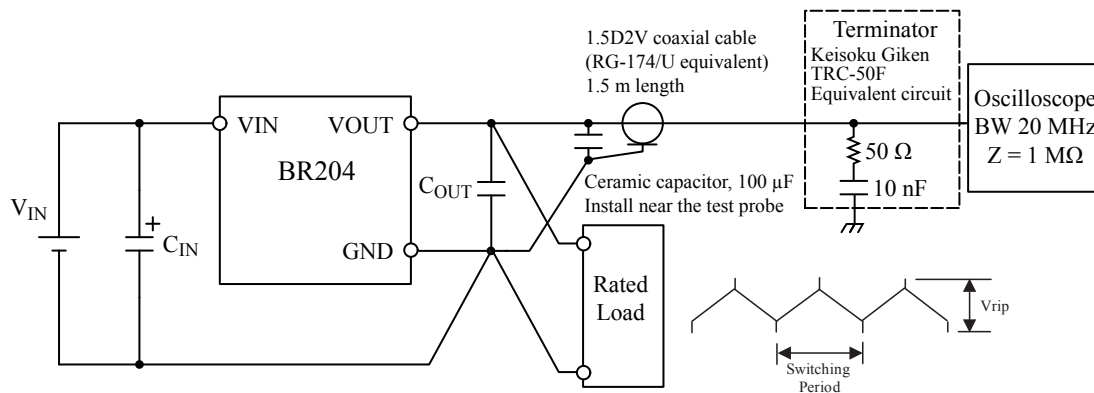 1.5D2V coaxial cable
(RG-174/U equivalent)
1.5 m length
Terminator
Keisoku Giken
TRC-50F
Equivalent circuit
Oscilloscope
BW 20 MHz
Z = 1 MΩ
VIN
VOUT
BR204
GND
50 Ω
10 nF
Ceramic capacitor, 100 µF
Install near the test probe
COUT
VIN
+
CIN
Rated
Load
Vrip
Switching
Period